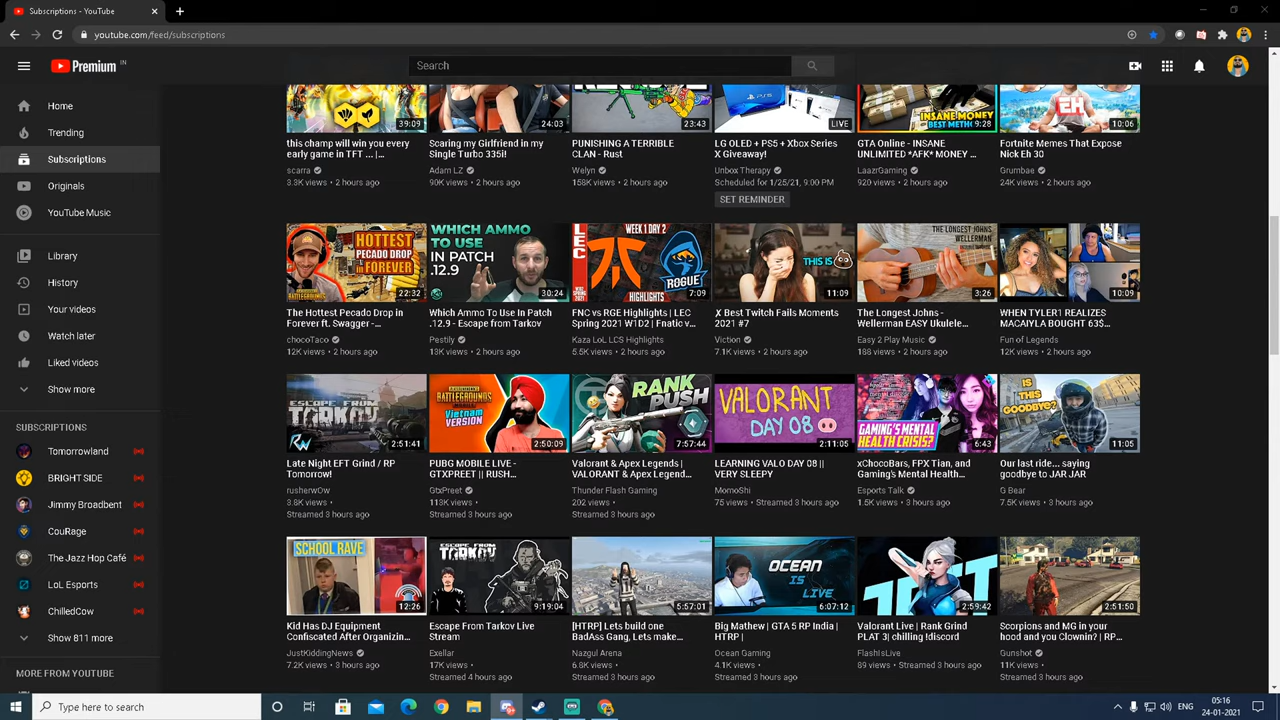 Subscriptions - YouTube
youtube.com/feed/subscriptions
Premium IN
Search
Home
Trending
Subscriptions
Originals
YouTube Music
Library
History
Your videos
Watch later
Liked videos
Show more
SUBSCRIPTIONS
Tomorrowland
BRIGHT SIDE
Jimmy Broadbent
CouRage
The Jazz Hop Café
LoL Esports
ChilledCow
Show 811 more
MORE FROM YOUTUBE
39:09
this champ will win you every
early game in TFT ... |...
scarra
3.3K views • 2 hours ago
24:03
Scaring my Girlfriend in my
Single Turbo 335i!
Adam LZ
90K views • 2 hours ago
23:43
PUNISHING A TERRIBLE
CLAN - Rust
Welyn
158K views • 2 hours ago
LIVE
LG OLED + PS5 + Xbox Series
X Giveaway!
Unbox Therapy
Scheduled for 1/25/21, 9:00 PM
SET REMINDER
INSANE MONEY
BEST METHOD
9:28
GTA Online - INSANE
UNLIMITED *AFK* MONEY ...
LaazrGaming
920 views • 2 hours ago
EH
10:06
Fortnite Memes That Expose
Nick Eh 30
Grumbae
24K views • 2 hours ago
HOTTEST
PECADO DROP
in FOREVER
BATTLEGROUNDS
22:32
The Hottest Pecado Drop in
Forever ft. Swagger -...
chocoTaco
12K views • 2 hours ago
WHICH AMMO
TO USE
IN PATCH
.12.9
30:24
Which Ammo To Use In Patch
.12.9 - Escape from Tarkov
Pestily
13K views • 2 hours ago
LEC
WEEK 1 DAY 2
ROGUE
HIGHLIGHTS
7:09
FNC vs RGE Highlights | LEC
Spring 2021 W1D2 | Fnatic v...
Kaza LoL LCS Highlights
5.5K views • 2 hours ago
THIS IS
11:09
Best Twitch Fails Moments
2021 #7
Viction
7.1K views • 2 hours ago
THE LONGEST JOHNS
WELLERMAN
3:26
The Longest Johns -
Wellerman EASY Ukulele...
Easy 2 Play Music
188 views • 2 hours ago
10:09
WHEN TYLER1 REALIZES
MACAIYLA BOUGHT 63$...
Fun of Legends
12K views • 2 hours ago
ESCAPE FROM
TARKOV
RW
2:51:41
Late Night EFT Grind / RP
Tomorrow!
rusherwOw
3.8K views •
Streamed 3 hours ago
BATTLEGROUNDS
VIETNAM
VERSION
2:50:09
PUBG MOBILE LIVE -
GTXPREET || RUSH...
GtxPreet
113K views •
Streamed 3 hours ago
RANK
PUSH
7:57:44
Valorant & Apex Legends |
VALORANT & Apex Legend...
Thunder Flash Gaming
202 views •
Streamed 3 hours ago
VALORANT
DAY 08
2:11:05
LEARNING VALO DAY 08 ||
VERY SLEEPY
MomoShi
75 views • Streamed 3 hours ago
GAMING'S MENTAL
HEALTH CRISIS?
6:43
xChocoBars, FPX Tian, and
Gaming's Mental Health...
Esports Talk
1.5K views • 3 hours ago
IS THIS
GOODBYE?
11:05
Our last ride... saying
goodbye to JAR JAR
G Bear
7.5K views • 3 hours ago
SCHOOL RAVE
12:26
Kid Has DJ Equipment
Confiscated After Organizin...
JustKiddingNews
7.2K views • 3 hours ago
ESCAPE FROM
TARKOV
9:19:04
Escape From Tarkov Live
Stream
Exellar
17K views •
Streamed 4 hours ago
5:57:01
[HTRP] Lets build one
BadAss Gang, Lets make...
Nazgul Arena
6.8K views •
Streamed 3 hours ago
OCEAN
IS
LIVE
6:07:12
Big Mathew | GTA 5 RP India |
HTRP |
Ocean Gaming
4.1K views •
Streamed 3 hours ago
2:59:42
Valorant Live | Rank Grind
PLAT 3| chilling !discord
FlashIsLive
89 views • Streamed 3 hours ago
2:51:50
Scorpions and MG in your
hood and you Clownin? | RP...
Gunshot
11K views •
Streamed 3 hours ago
Type here to search
ENG
05:16
24-01-2021